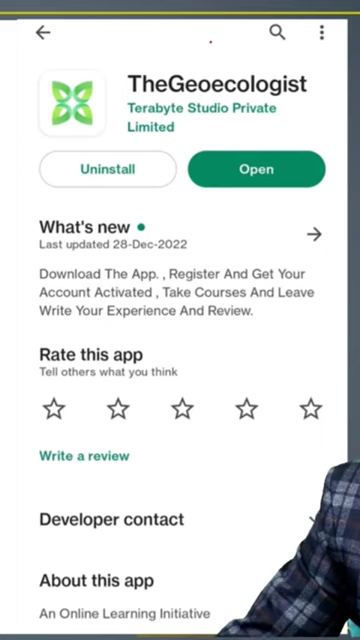 TheGeoecologist
Terabyte Studio Private
Limited
Uninstall
Open
What's new
Last updated 28-Dec-2022
Download The App. , Register And Get Your
Account Activated , Take Courses And Leave
Write Your Experience And Review.
Rate this app
Tell others what you think
Write a review
Developer contact
About this app
An Online Learning Initiative